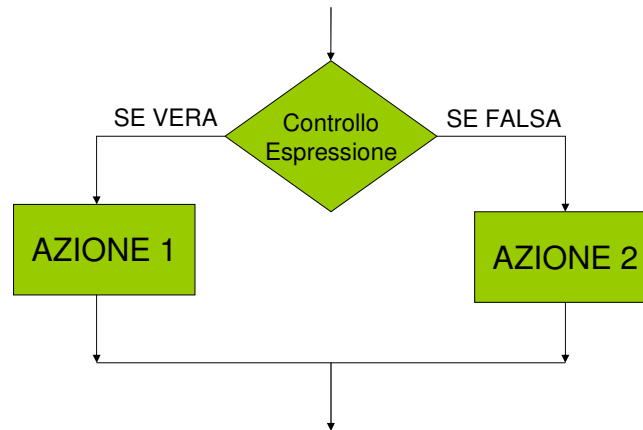 SE VERA
Controllo
Espressione
SE FALSA
AZIONE 1
AZIONE 2